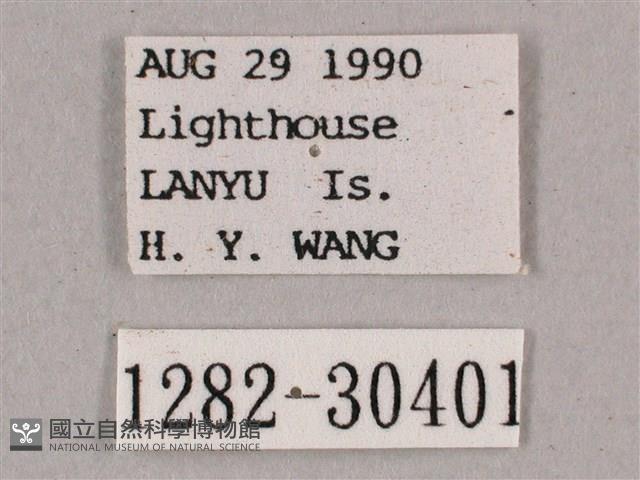 AUG 29 1990
Lighthouse
LANYU Is.
H. Y. WANG
1282-30401
國立自然科學博物館
NATIONAL MUSEUM OF NATURAL SCIENCE